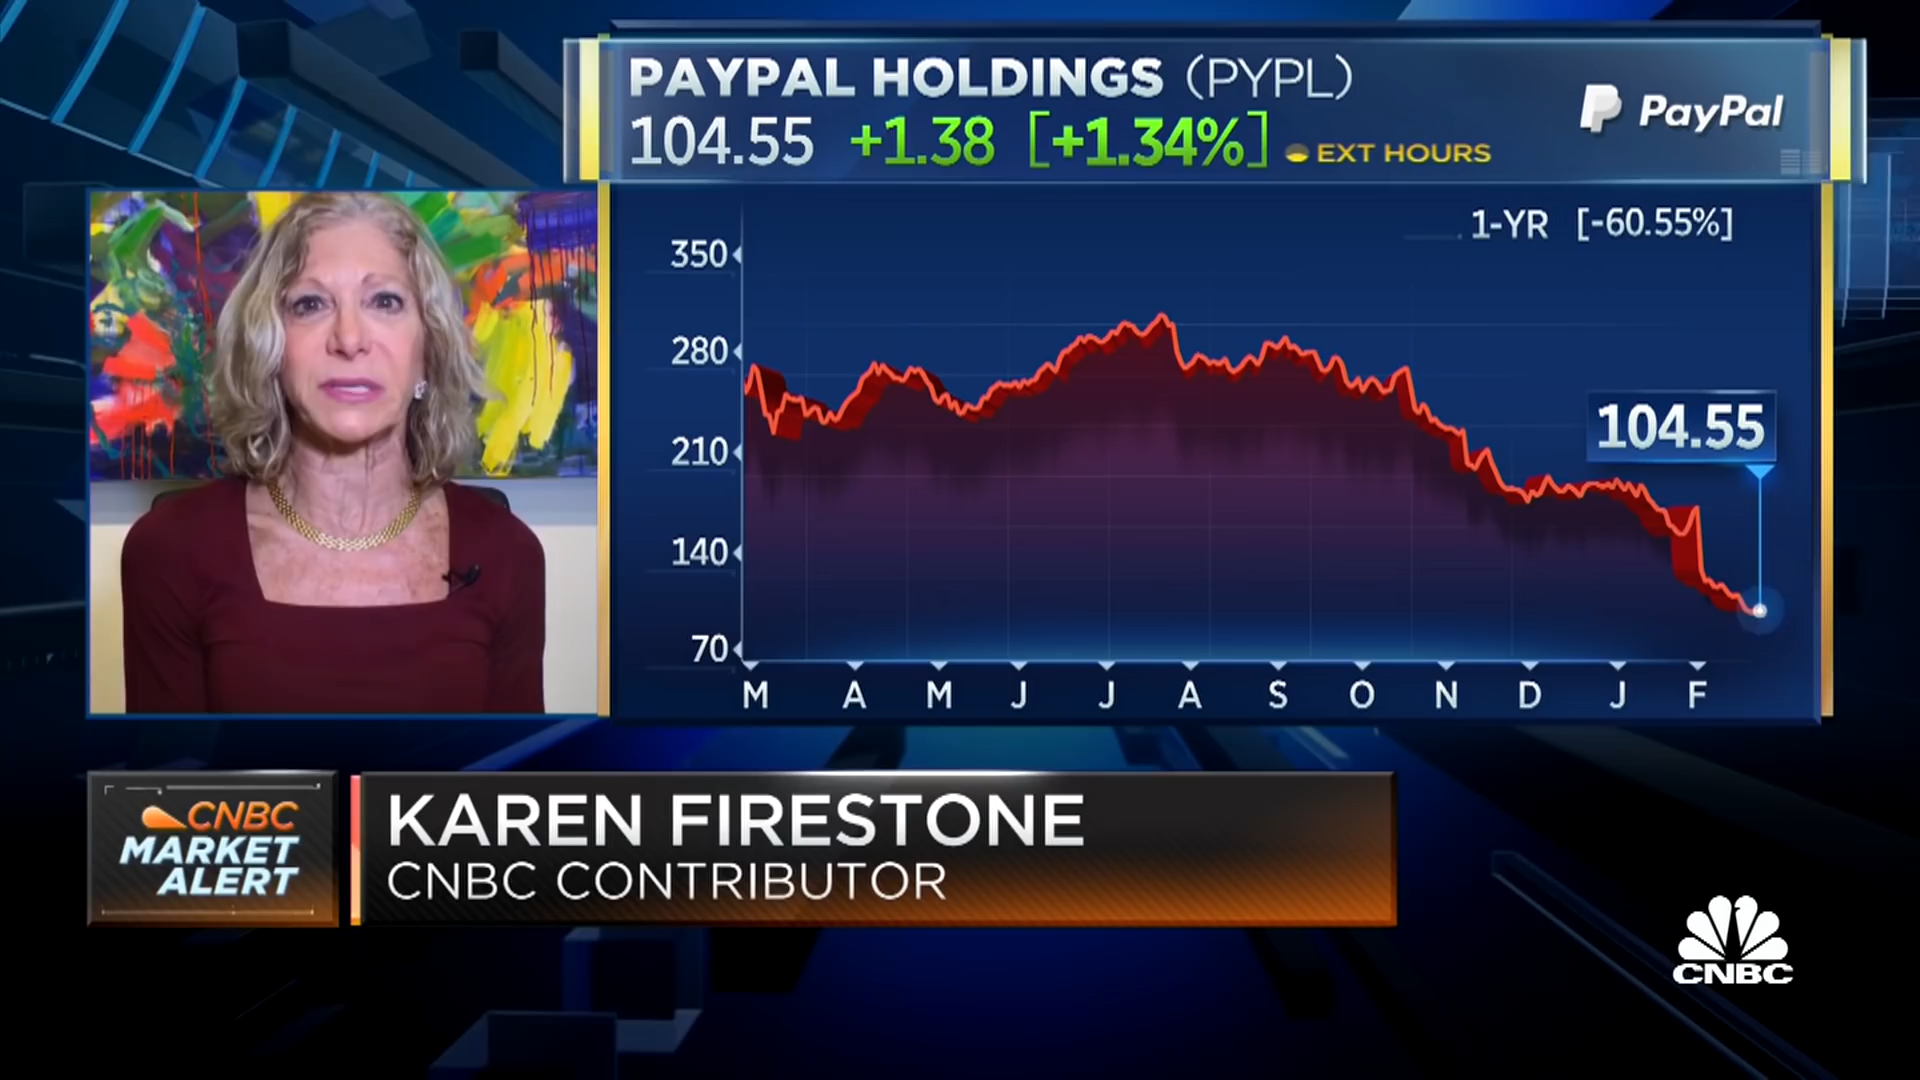 PAYPAL HOLDINGS (PYPL)
104.55 +1.38 [+1.34%] EXT HOURS
PayPal
1-YR [-60.55%]
350
280
210
140
70
104.55
M A M J J A S O N D J F
CNBC
MARKET
ALERT
KAREN FIRESTONE
CNBC CONTRIBUTOR
CNBC